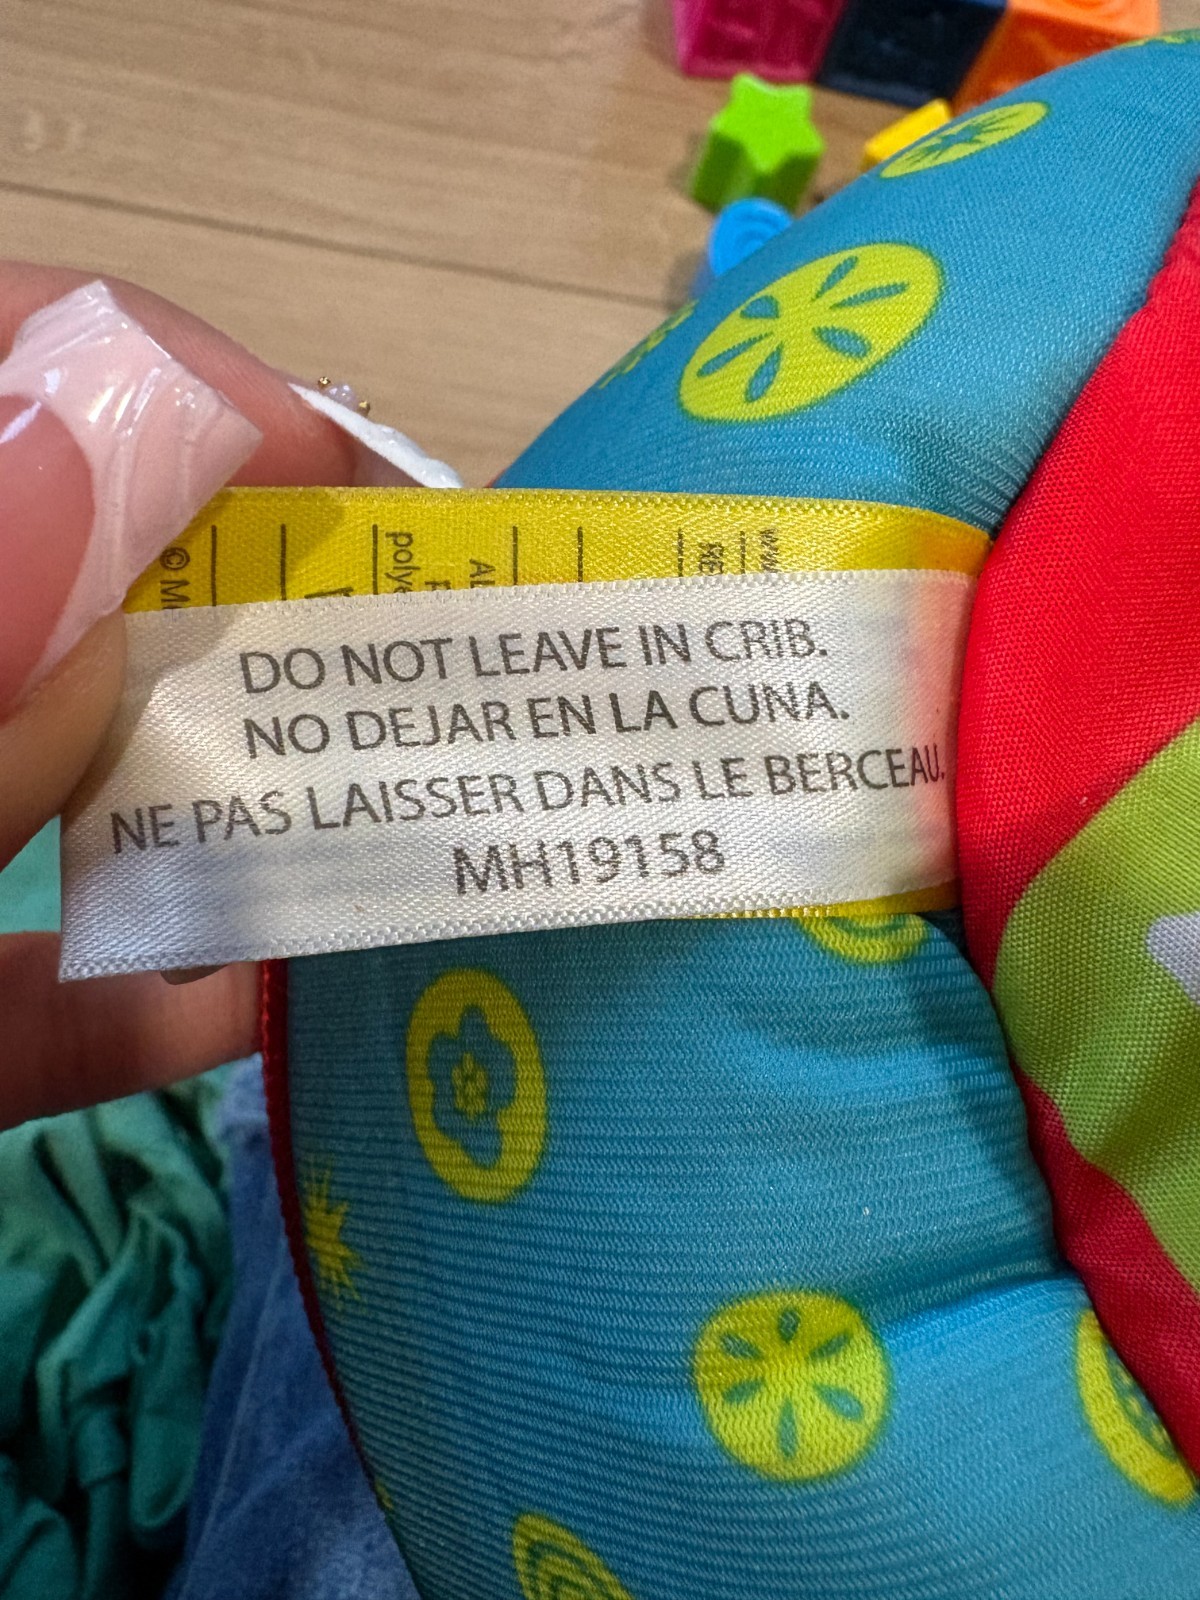 DO NOT LEAVE IN CRIB.
NO DEJAR EN LA CUNA.
NE PAS LAISSER DANS LE BERCEAU.
MH19158